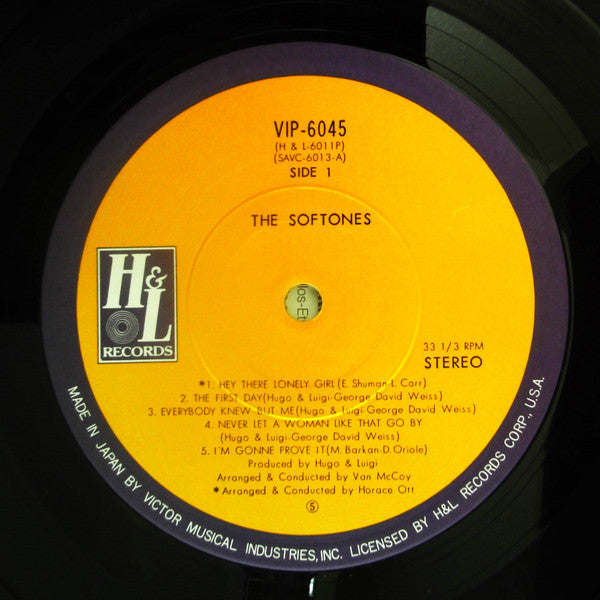 VIP-6045
(H & L-6011P)
(SAVC-6013-A)
SIDE 1
THE SOFTONES
H&L
RECORDS
os-Et
33 1/3 RPM
STEREO
*1. HEY THERE LONELY GIRL (E. Shuman-L. Carr)
2. THE FIRST DAY (Hugo & Luigi-George David Weiss)
3. EVERYBODY KNEW BUT ME (Hugo & Luigi-George David Weiss)
4. NEVER LET A WOMAN LIKE THAT GO BY
(Hugo & Luigi-George David Weiss)
5. I'M GONNE PROVE IT (M. Barkan-D. Oriole)
Produced by Hugo & Luigi
Arranged & Conducted by Van McCoy
*Arranged & Conducted by Horace Ott
⑤
MADE IN JAPAN BY VICTOR MUSICAL INDUSTRIES, INC. LICENSED BY H&L RECORDS CORP., U.S.A.